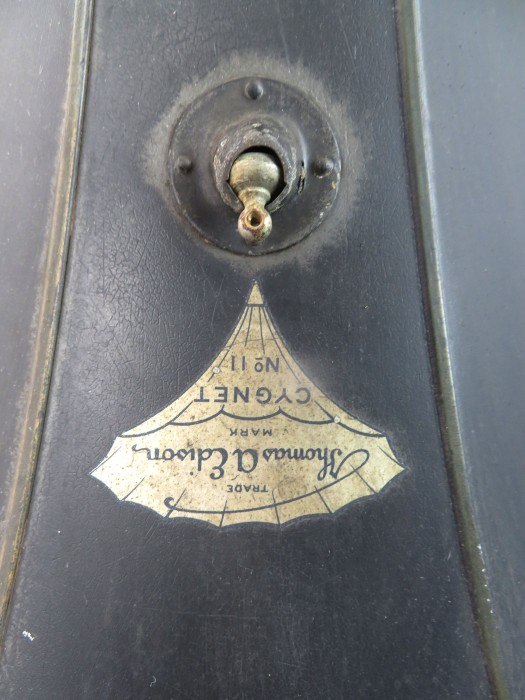 TRADE
Thomas A Edison
MARK
CYGNET
No 11